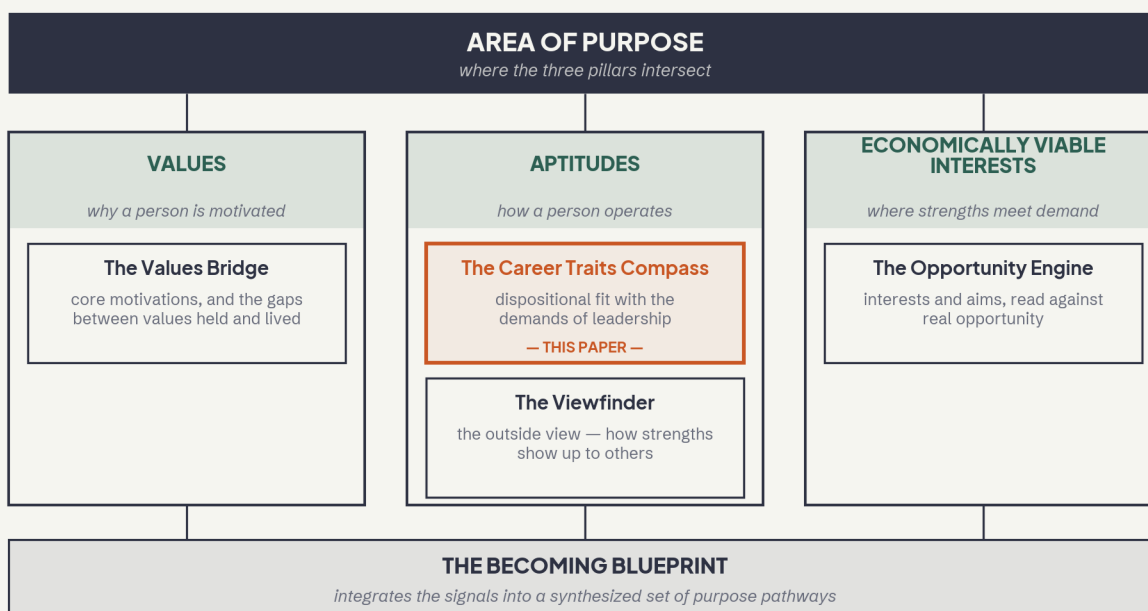 AREA OF PURPOSE
where the three pillars intersect
VALUES
why a person is motivated
The Values Bridge
core motivations, and the gaps
between values held and lived
APTITUDES
how a person operates
The Career Traits Compass
dispositional fit with the
demands of leadership
— THIS PAPER —
The Viewfinder
the outside view — how strengths
show up to others
ECONOMICALLY VIABLE
INTERESTS
where strengths meet demand
The Opportunity Engine
interests and aims, read against
real opportunity
THE BECOMING BLUEPRINT
integrates the signals into a synthesized set of purpose pathways